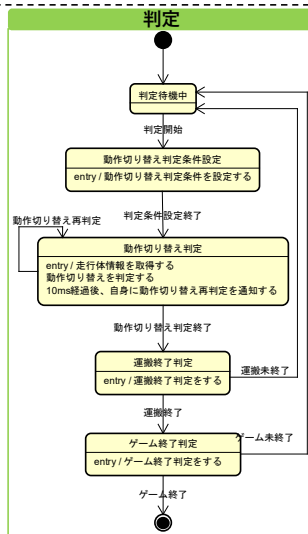 判定
判定待機中
判定開始
動作切り替え判定条件設定
entry / 動作切り替え判定条件を設定する
動作切り替え再判定
判定条件設定終了
動作切り替え判定
entry / 走行体情報を取得する
動作切り替えを判定する
10ms経過後、自身に動作切り替え再判定を通知する
動作切り替え判定終了
運搬終了判定
entry / 運搬終了判定をする
運搬未終了
運搬終了
ゲーム終了判定
ゲーム未終了
entry / ゲーム終了判定をする
ゲーム終了